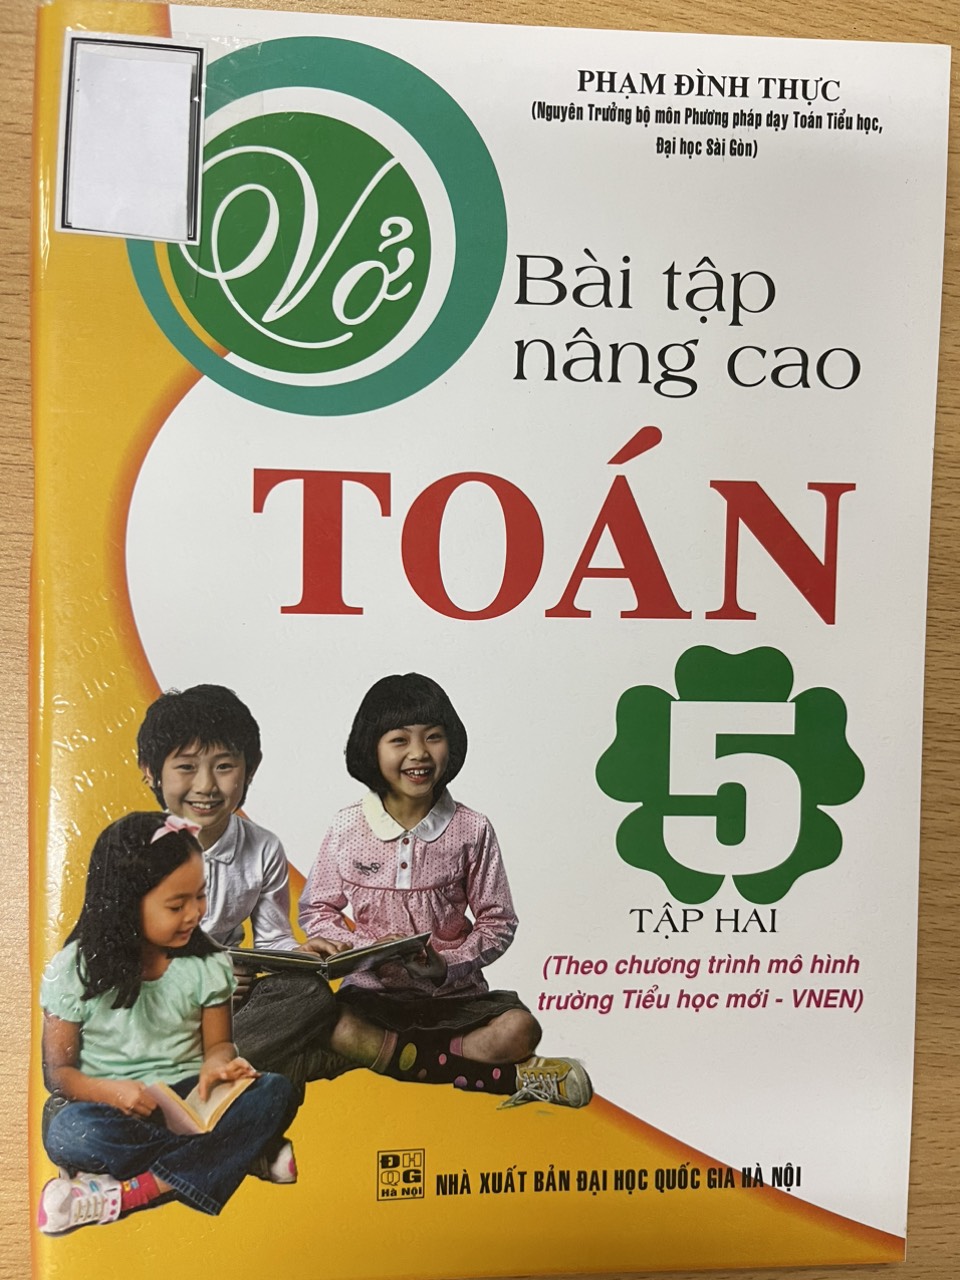 PHẠM ĐÌNH THỰC
(Nguyên Trưởng bộ môn Phương pháp dạy Toán Tiểu học,
Đại học Sài Gòn)
Vở
Bài tập
nâng cao
TOÁN
5
TẬP HAI
(Theo chương trình mô hình
trường Tiểu học mới - VNEN)
ĐH
QG
Hà Nội
NHÀ XUẤT BẢN ĐẠI HỌC QUỐC GIA HÀ NỘI